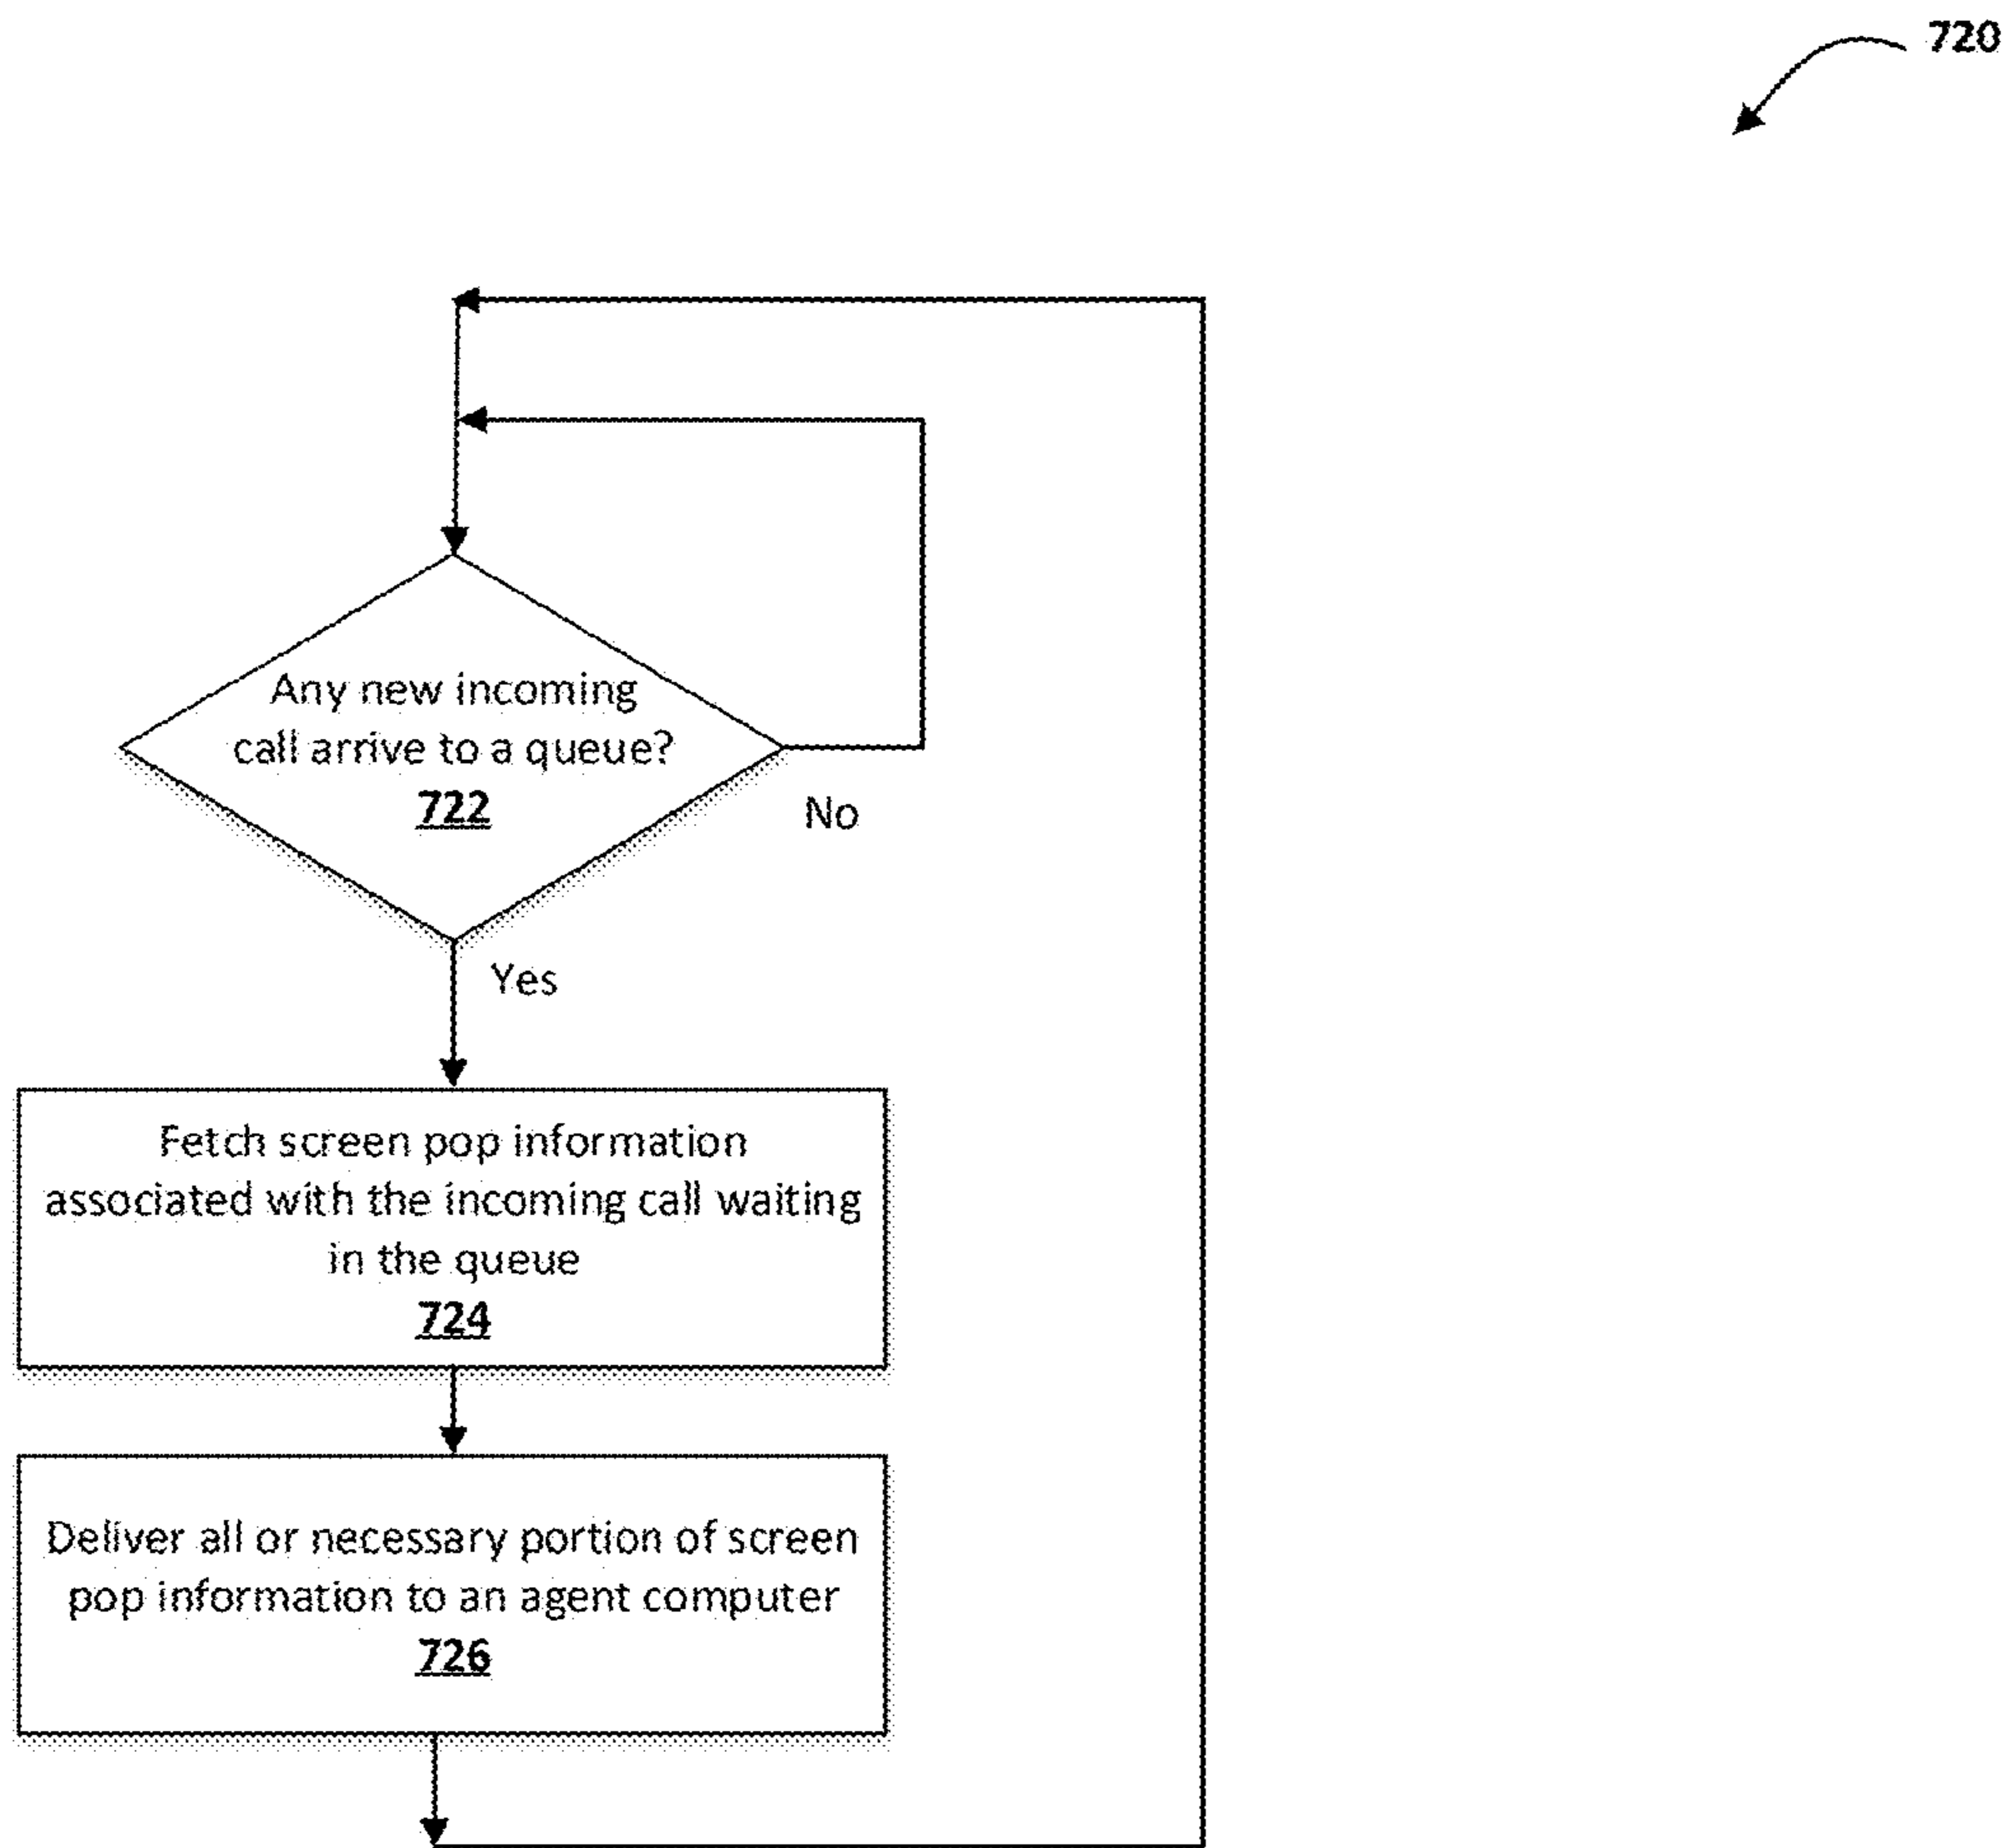 720
Any new incoming
call arrive to a queue?
722
No
Yes
Fetch screen pop information
associated with the incoming call waiting
in the queue
724
Deliver all or necessary portion of screen
pop information to an agent computer
726